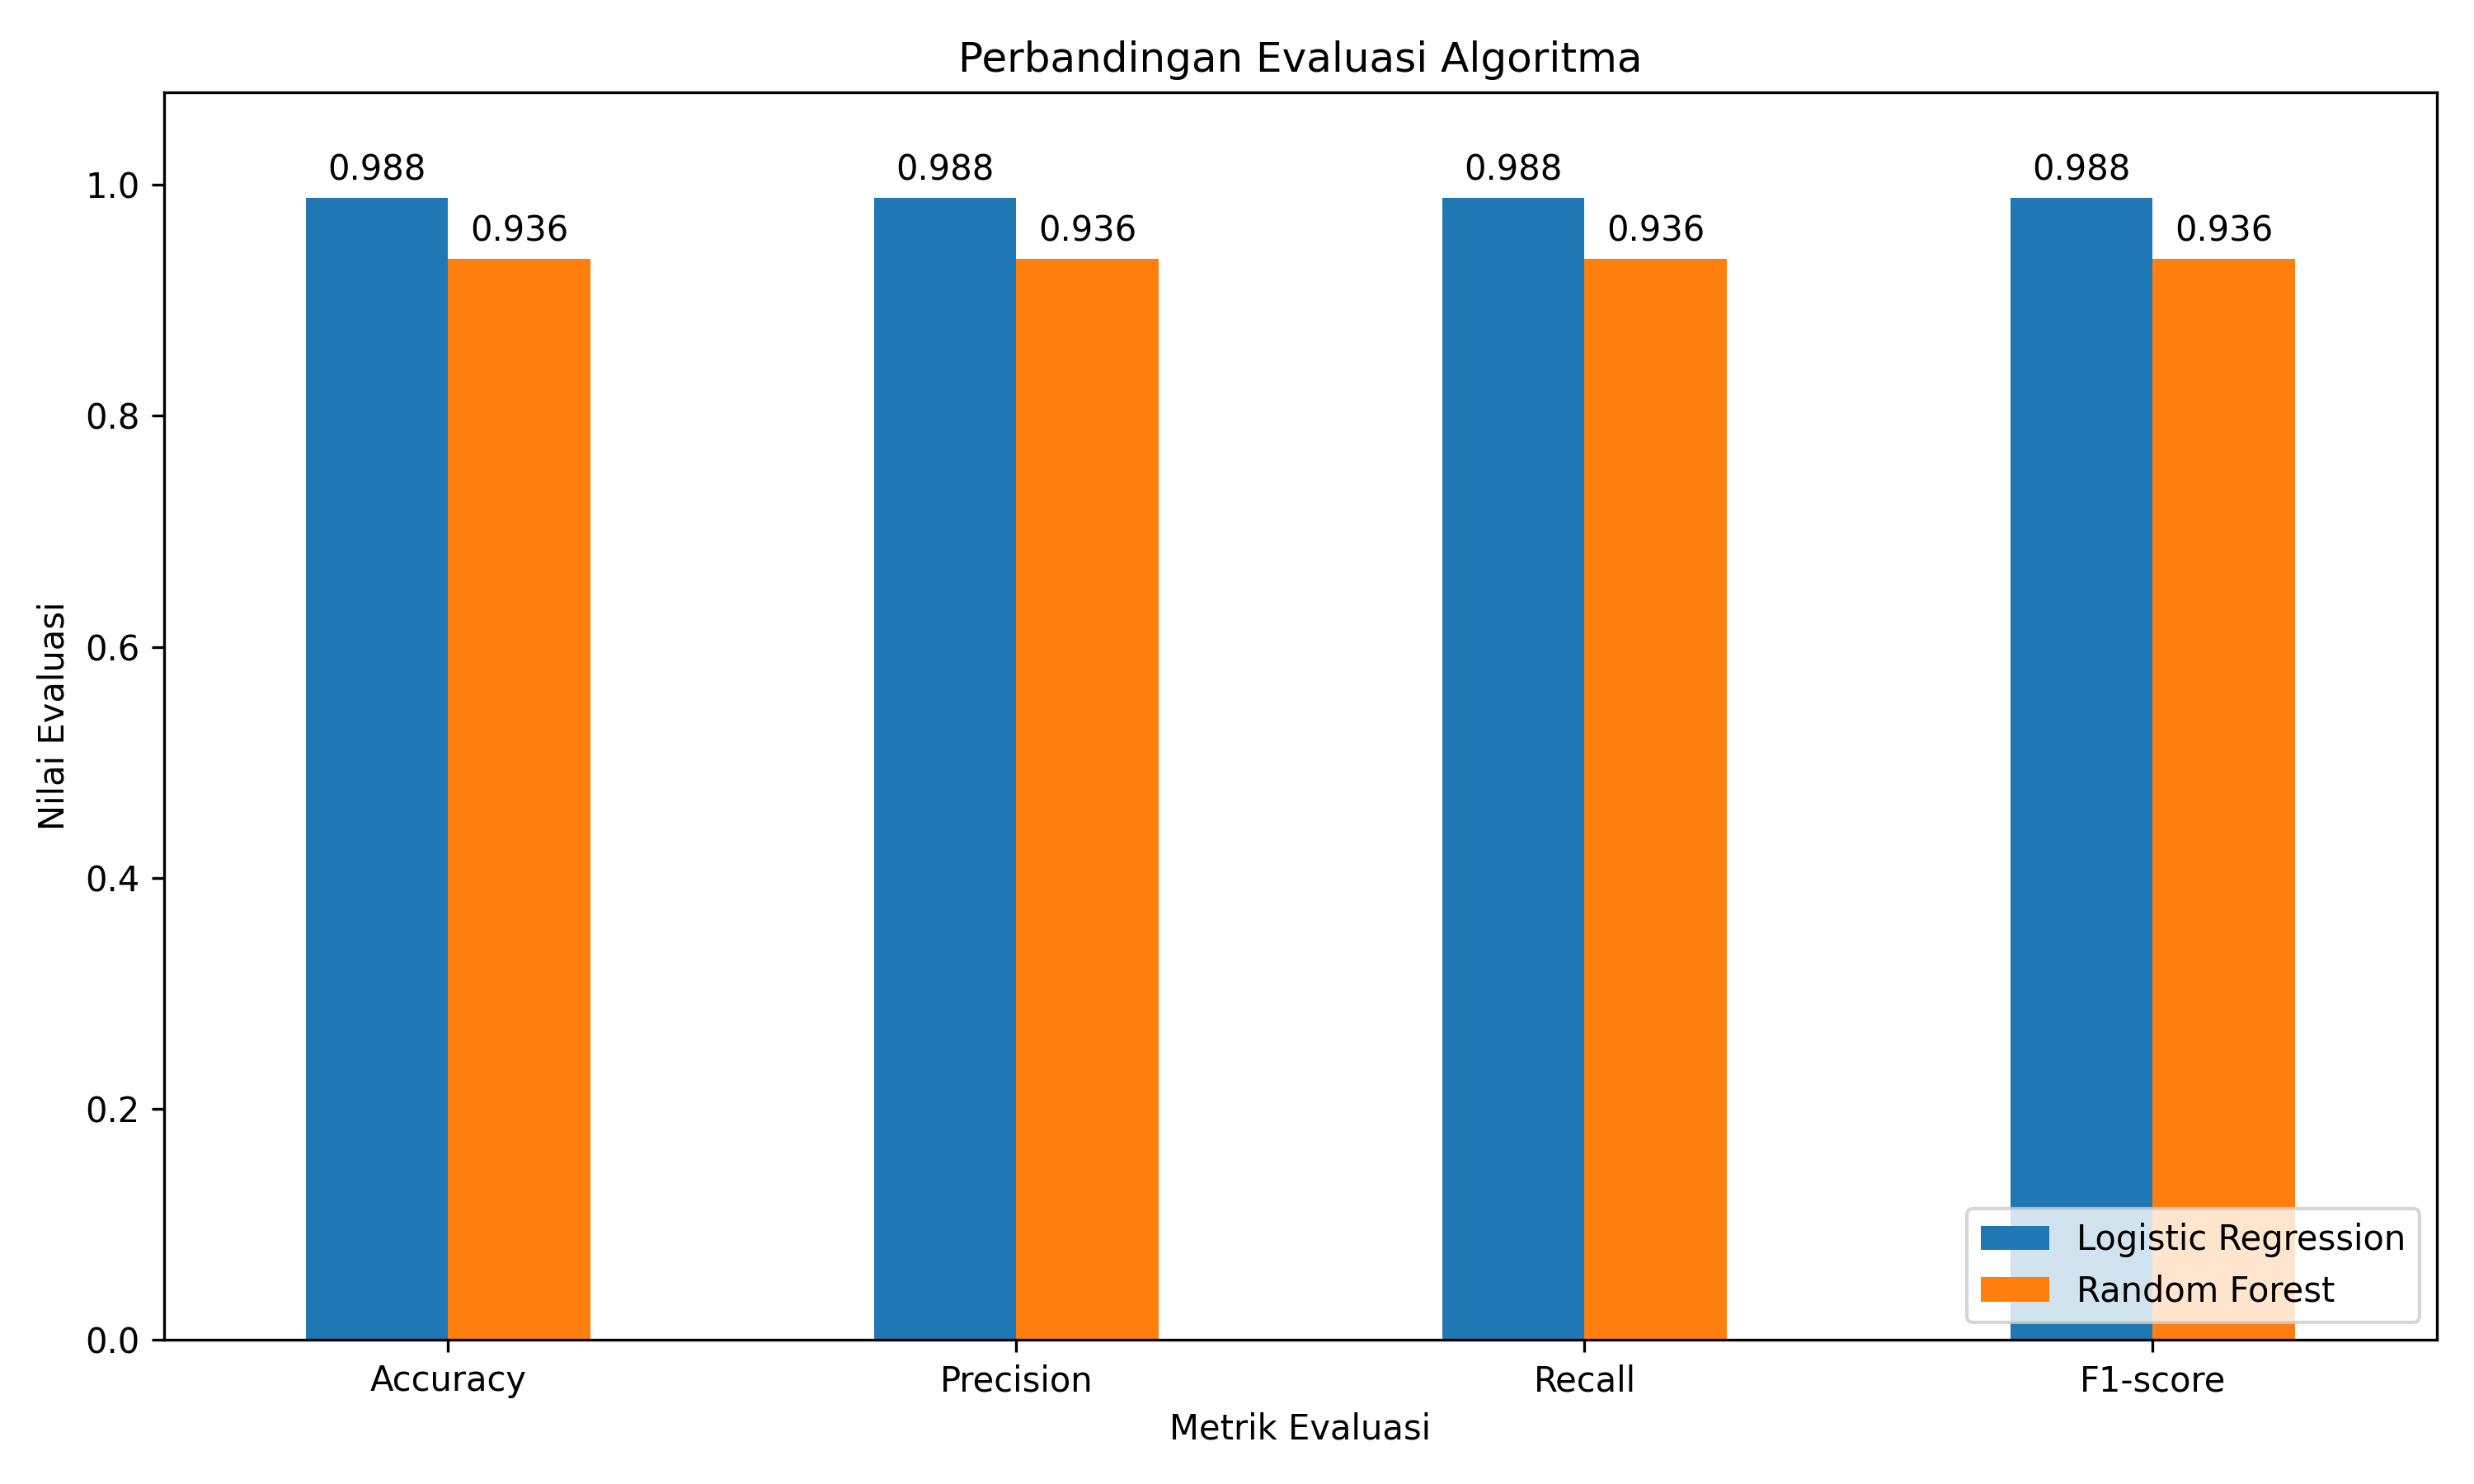 Perbandingan Evaluasi Algoritma
Nilai Evaluasi
1.0
0.8
0.6
0.4
0.2
0.0
0.988
0.936
0.988
0.936
0.988
0.936
0.988
0.936
Logistic Regression
Random Forest
Accuracy
Precision
Recall
F1-score
Metrik Evaluasi